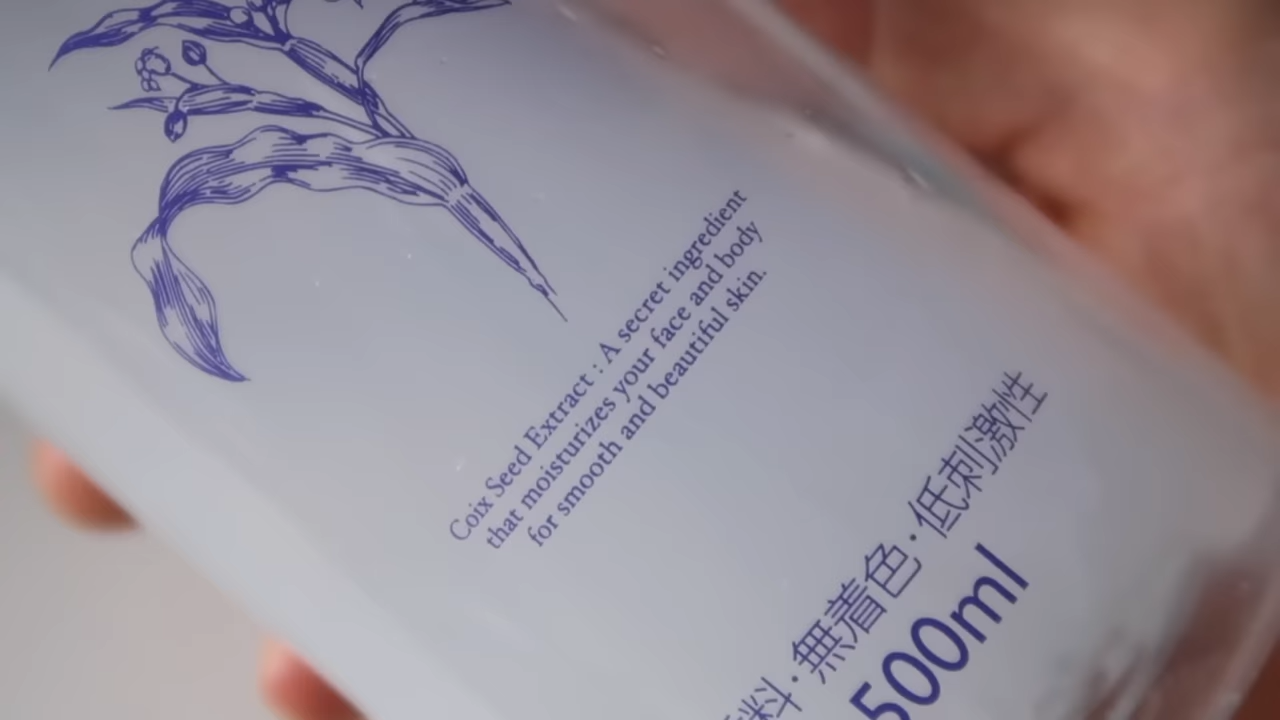 Coix Seed Extract : A secret ingredient
that moisturizes your face and body
for smooth and beautiful skin.
料・無着色・低刺激性
500ml